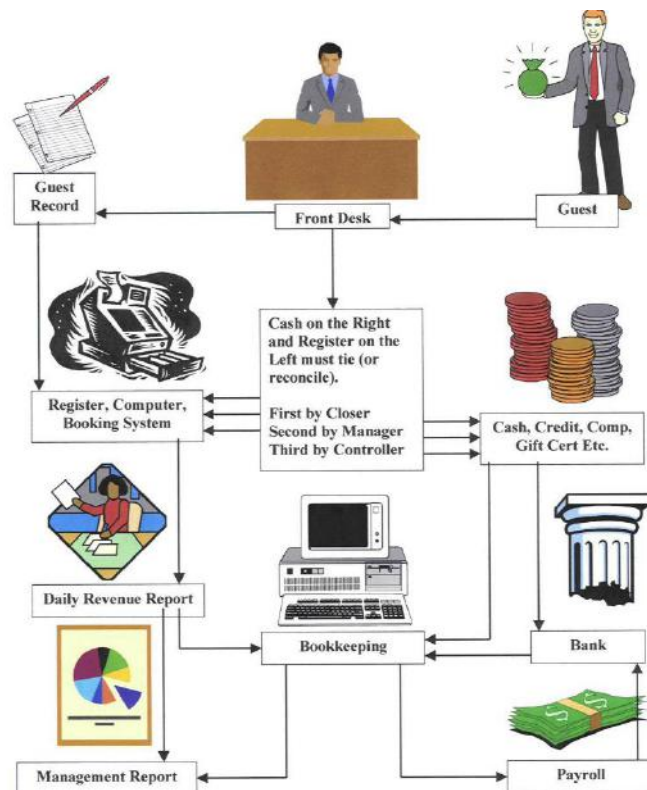 Guest
Record
Front Desk
Guest
Cash on the Right
and Register on the
Left must tie (or
reconcile).
First by Closer
Second by Manager
Third by Controller
Register, Computer,
Booking System
Cash, Credit, Comp,
Gift Cert Etc.
Daily Revenue Report
Bookkeeping
Bank
Management Report
Payroll